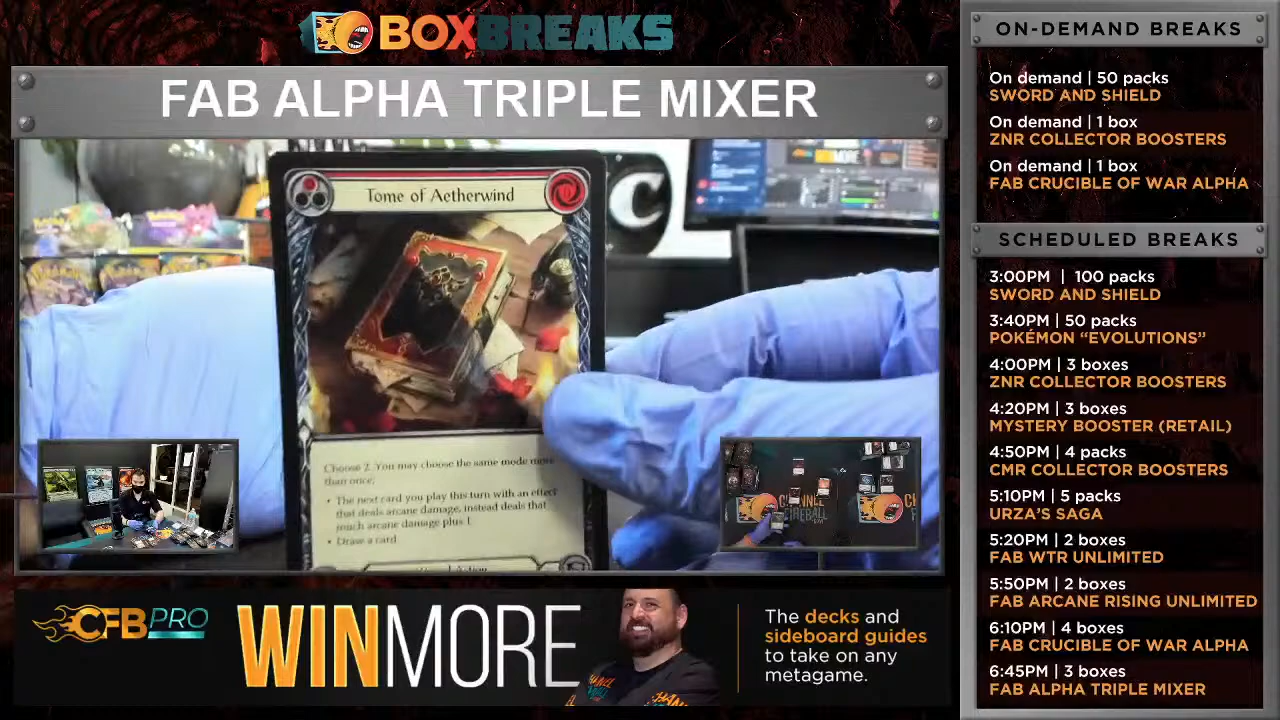 BOXBREAKS
FAB ALPHA TRIPLE MIXER
Tome of Aetherwind
C
Choose 2. You may choose the same mode more
than once;
• The next card you play this turn with an effect
that deals arcane damage, instead deals that
much arcane damage plus 1.
• Draw a card.
CHANNEL
FIREBALL
CFBPRO
WINMORE
The decks and
sideboard guides
to take on any
metagame.
ON-DEMAND BREAKS
On demand | 50 packs
SWORD AND SHIELD
On demand | 1 box
ZNR COLLECTOR BOOSTERS
On demand | 1 box
FAB CRUCIBLE OF WAR ALPHA
SCHEDULED BREAKS
3:00PM | 100 packs
SWORD AND SHIELD
3:40PM | 50 packs
POKÉMON “EVOLUTIONS”
4:00PM | 3 boxes
ZNR COLLECTOR BOOSTERS
4:20PM | 3 boxes
MYSTERY BOOSTER (RETAIL)
4:50PM | 4 packs
CMR COLLECTOR BOOSTERS
5:10PM | 5 packs
URZA’S SAGA
5:20PM | 2 boxes
FAB WTR UNLIMITED
5:50PM | 2 boxes
FAB ARCANE RISING UNLIMITED
6:10PM | 4 boxes
FAB CRUCIBLE OF WAR ALPHA
6:45PM | 3 boxes
FAB ALPHA TRIPLE MIXER